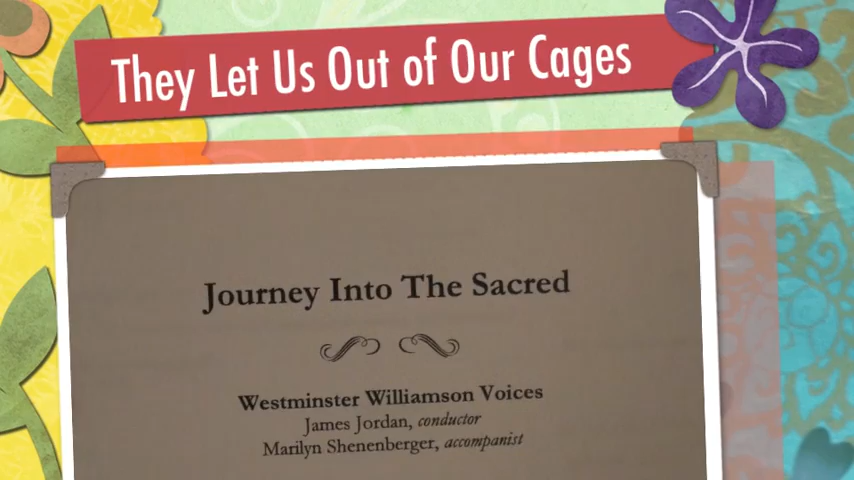 They Let Us Out of Our Cages
Journey Into The Sacred
Westminster Williamson Voices
James Jordan, conductor
Marilyn Shenenberger, accompanist